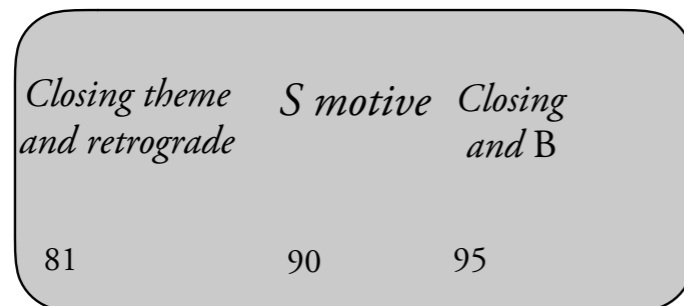 Closing theme
and retrograde
S motive
Closing
and B
81
90
95